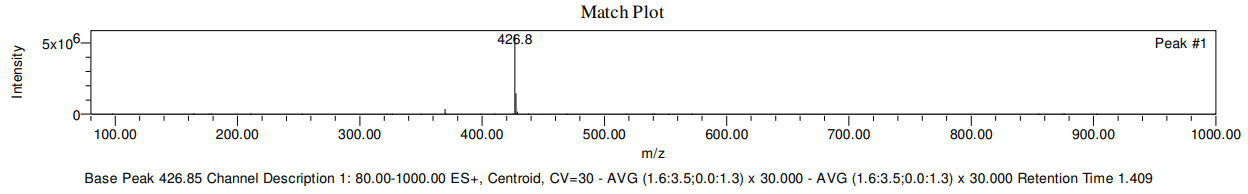 Match Plot
Intensity
5x10⁶
0
426.8
Peak #1
100.00 200.00 300.00 400.00 500.00 600.00 700.00 800.00 900.00 1000.00
m/z
Base Peak 426.85 Channel Description 1: 80.00-1000.00 ES+, Centroid, CV=30 - AVG (1.6:3.5;0.0:1.3) x 30.000 - AVG (1.6:3.5;0.0:1.3) x 30.000 Retention Time 1.409